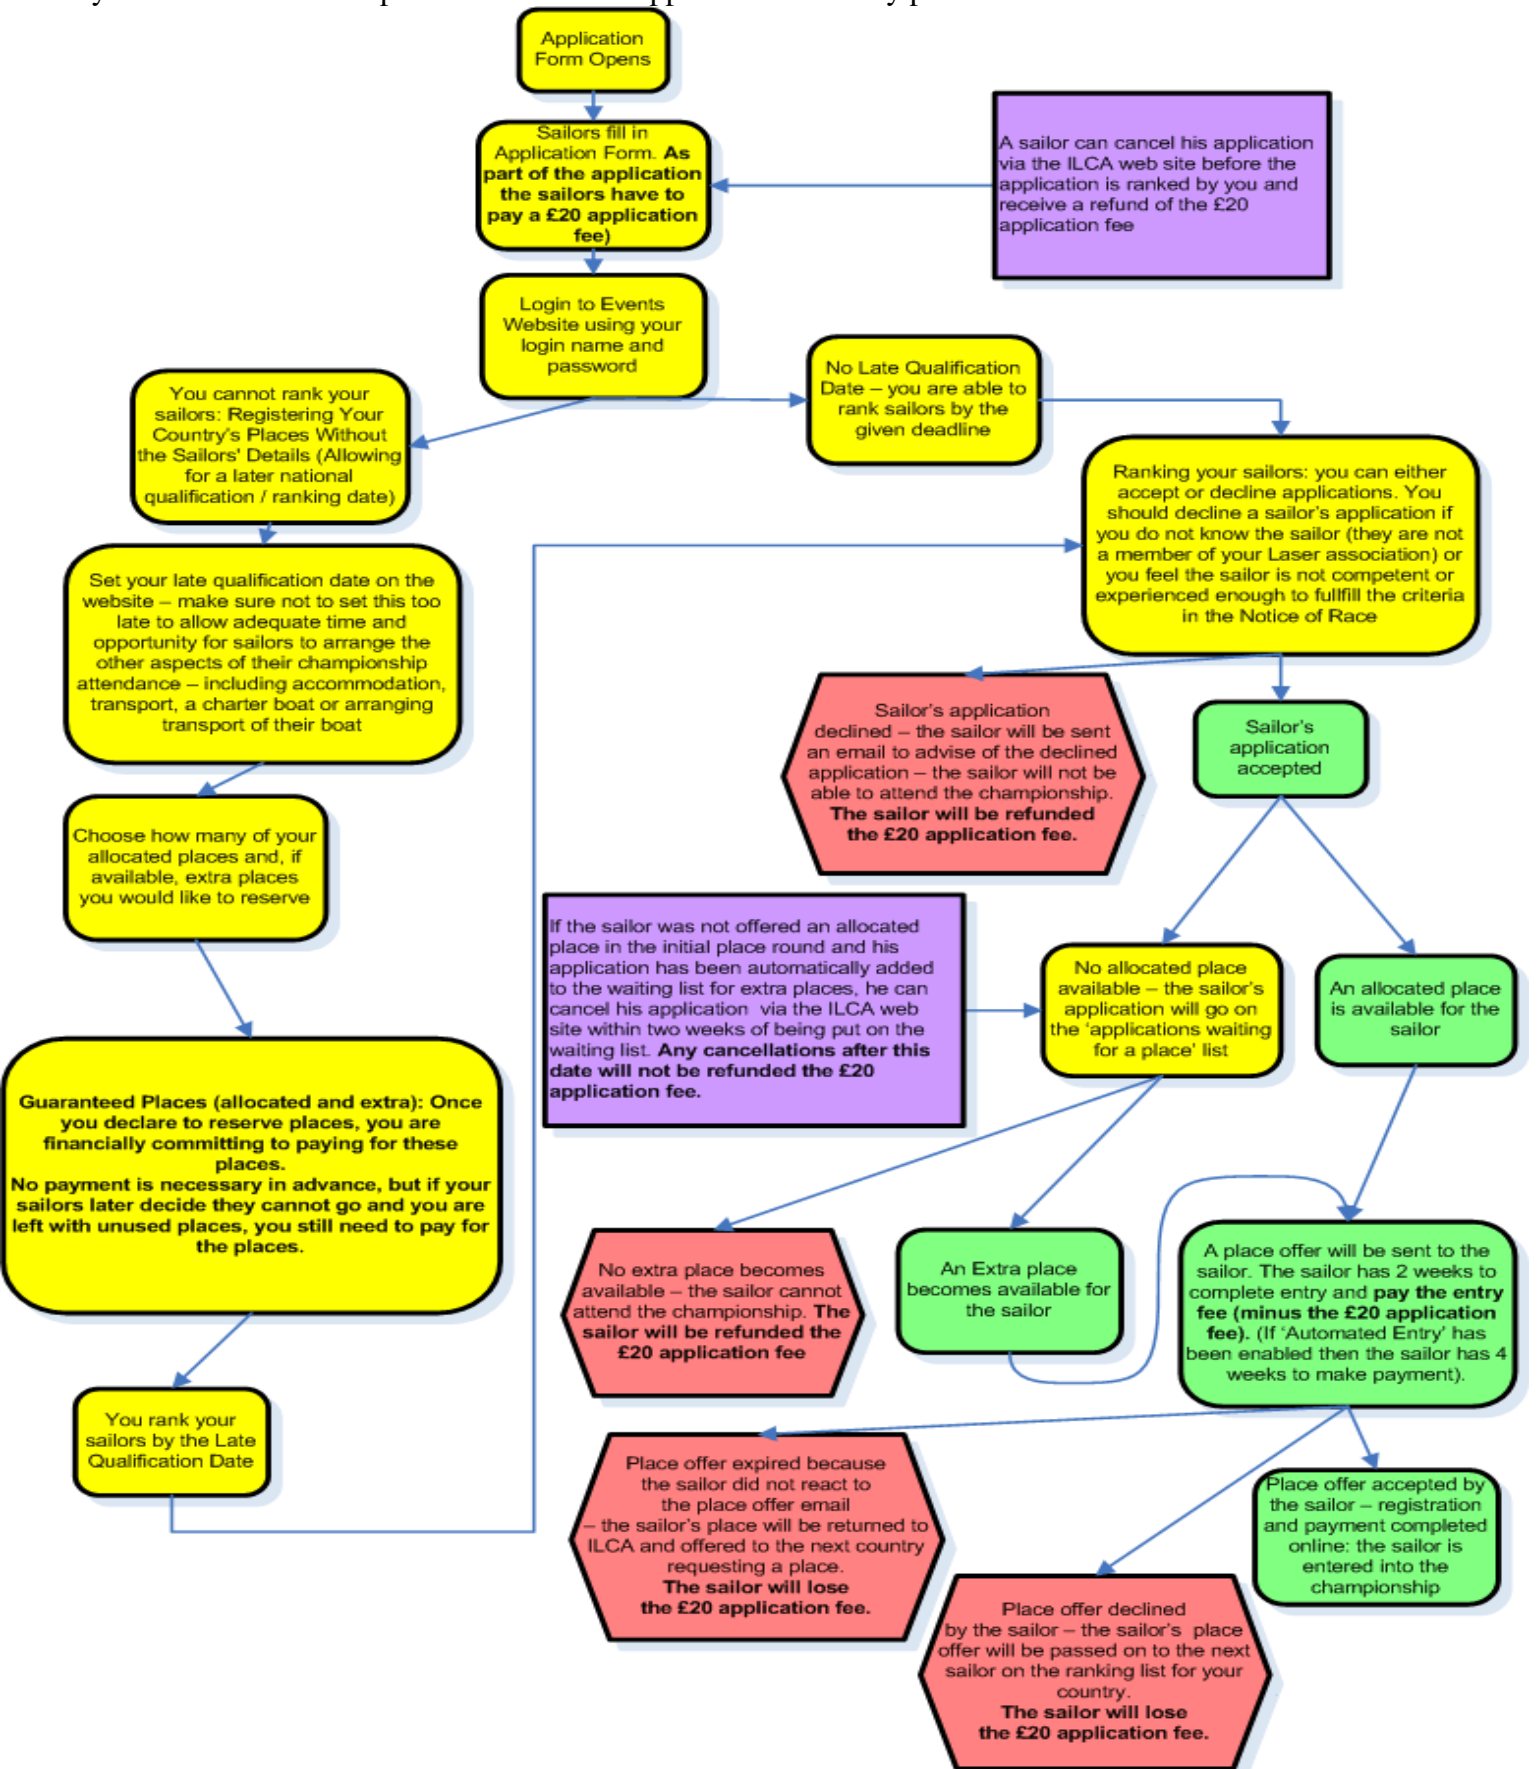 Application
Form Opens
Sailors fill in
Application Form. As
part of the application
the sailors have to
pay a £20 application
fee)
A sailor can cancel his application
via the ILCA web site before the
application is ranked by you and
receive a refund of the £20
application fee
Login to Events
Website using your
login name and
password
No Late Qualification
Date – you are able to
rank sailors by the
given deadline
You cannot rank your
sailors: Registering Your
Country's Places Without
the Sailors' Details (Allowing
for a later national
qualification / ranking date)
Ranking your sailors: you can either
accept or decline applications. You
should decline a sailor's application if
you do not know the sailor (they are not
a member of your Laser association) or
you feel the sailor is not competent or
experienced enough to fullfill the criteria
in the Notice of Race
Set your late qualification date on the
website – make sure not to set this too
late to allow adequate time and
opportunity for sailors to arrange the
other aspects of their championship
attendance – including accommodation,
transport, a charter boat or arranging
transport of their boat
Sailor's application
declined – the sailor will be sent
an email to advise of the declined
application – the sailor will not be
able to attend the championship.
The sailor will be refunded
the £20 application fee.
Sailor's
application
accepted
Choose how many of your
allocated places and, if
available, extra places
you would like to reserve
If the sailor was not offered an allocated
place in the initial place round and his
application has been automatically added
to the waiting list for extra places, he can
cancel his application via the ILCA web
site within two weeks of being put on the
waiting list. Any cancellations after this
date will not be refunded the £20
application fee.
No allocated place
available – the sailor's
application will go on
the 'applications waiting
for a place' list
An allocated place
is available for the
sailor
Guaranteed Places (allocated and extra): Once
you declare to reserve places, you are
financially committing to paying for these
places.
No payment is necessary in advance, but if your
sailors later decide they cannot go and you are
left with unused places, you still need to pay for
the places.
No extra place becomes
available – the sailor cannot
attend the championship. The
sailor will be refunded the
£20 application fee
An Extra place
becomes available for
the sailor
A place offer will be sent to the
sailor. The sailor has 2 weeks to
complete entry and pay the entry
fee (minus the £20 application
fee). (If 'Automated Entry' has
been enabled then the sailor has 4
weeks to make payment).
You rank your
sailors by the Late
Qualification Date
Place offer expired because
the sailor did not react to
the place offer email
– the sailor's place will be returned to
ILCA and offered to the next country
requesting a place.
The sailor will lose
the £20 application fee.
Place offer accepted by
the sailor – registration
and payment completed
online: the sailor is
entered into the
championship
Place offer declined
by the sailor – the sailor's place
offer will be passed on to the next
sailor on the ranking list for your
country.
The sailor will lose
the £20 application fee.